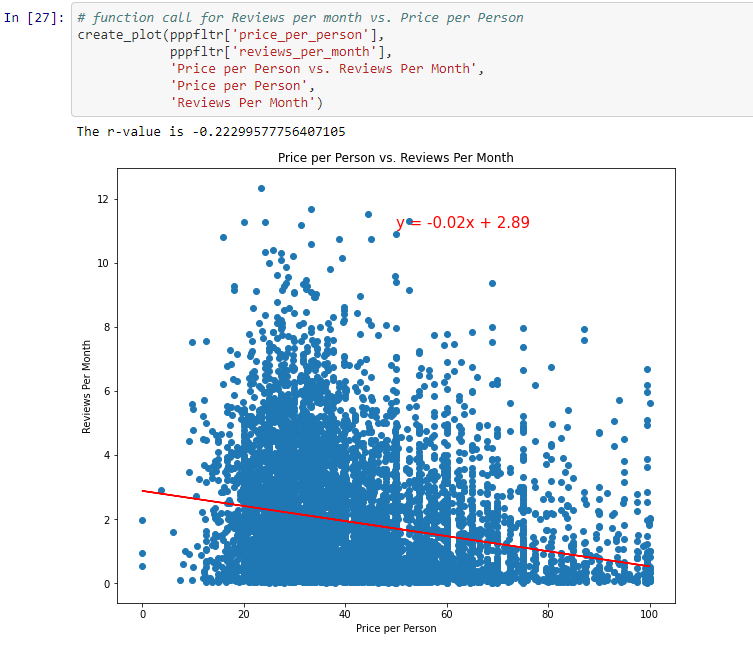 In [27]: # function call for Reviews per month vs. Price per Person
create_plot(pppfltr['price_per_person'],
pppfltr['reviews_per_month'],
'Price per Person vs. Reviews Per Month',
'Price per Person',
'Reviews Per Month')
The r-value is -0.22299577756407105
Price per Person vs. Reviews Per Month
y = -0.02x + 2.89
12
10
8
6
4
2
0
Reviews Per Month
0 20 40 60 80 100
Price per Person